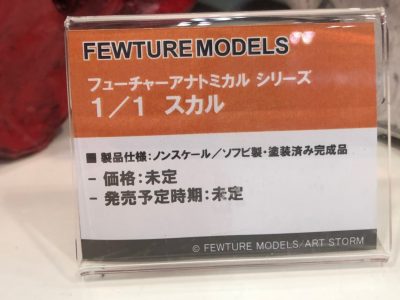 FEWTURE MODELS
フューチャーアナトミカル シリーズ
1／1 スカル
■ 製品仕様：ノンスケール／ソフビ製・塗装済み完成品
- 価格：未定
- 発売予定時期：未定
© FEWTURE MODELS/ART STORM